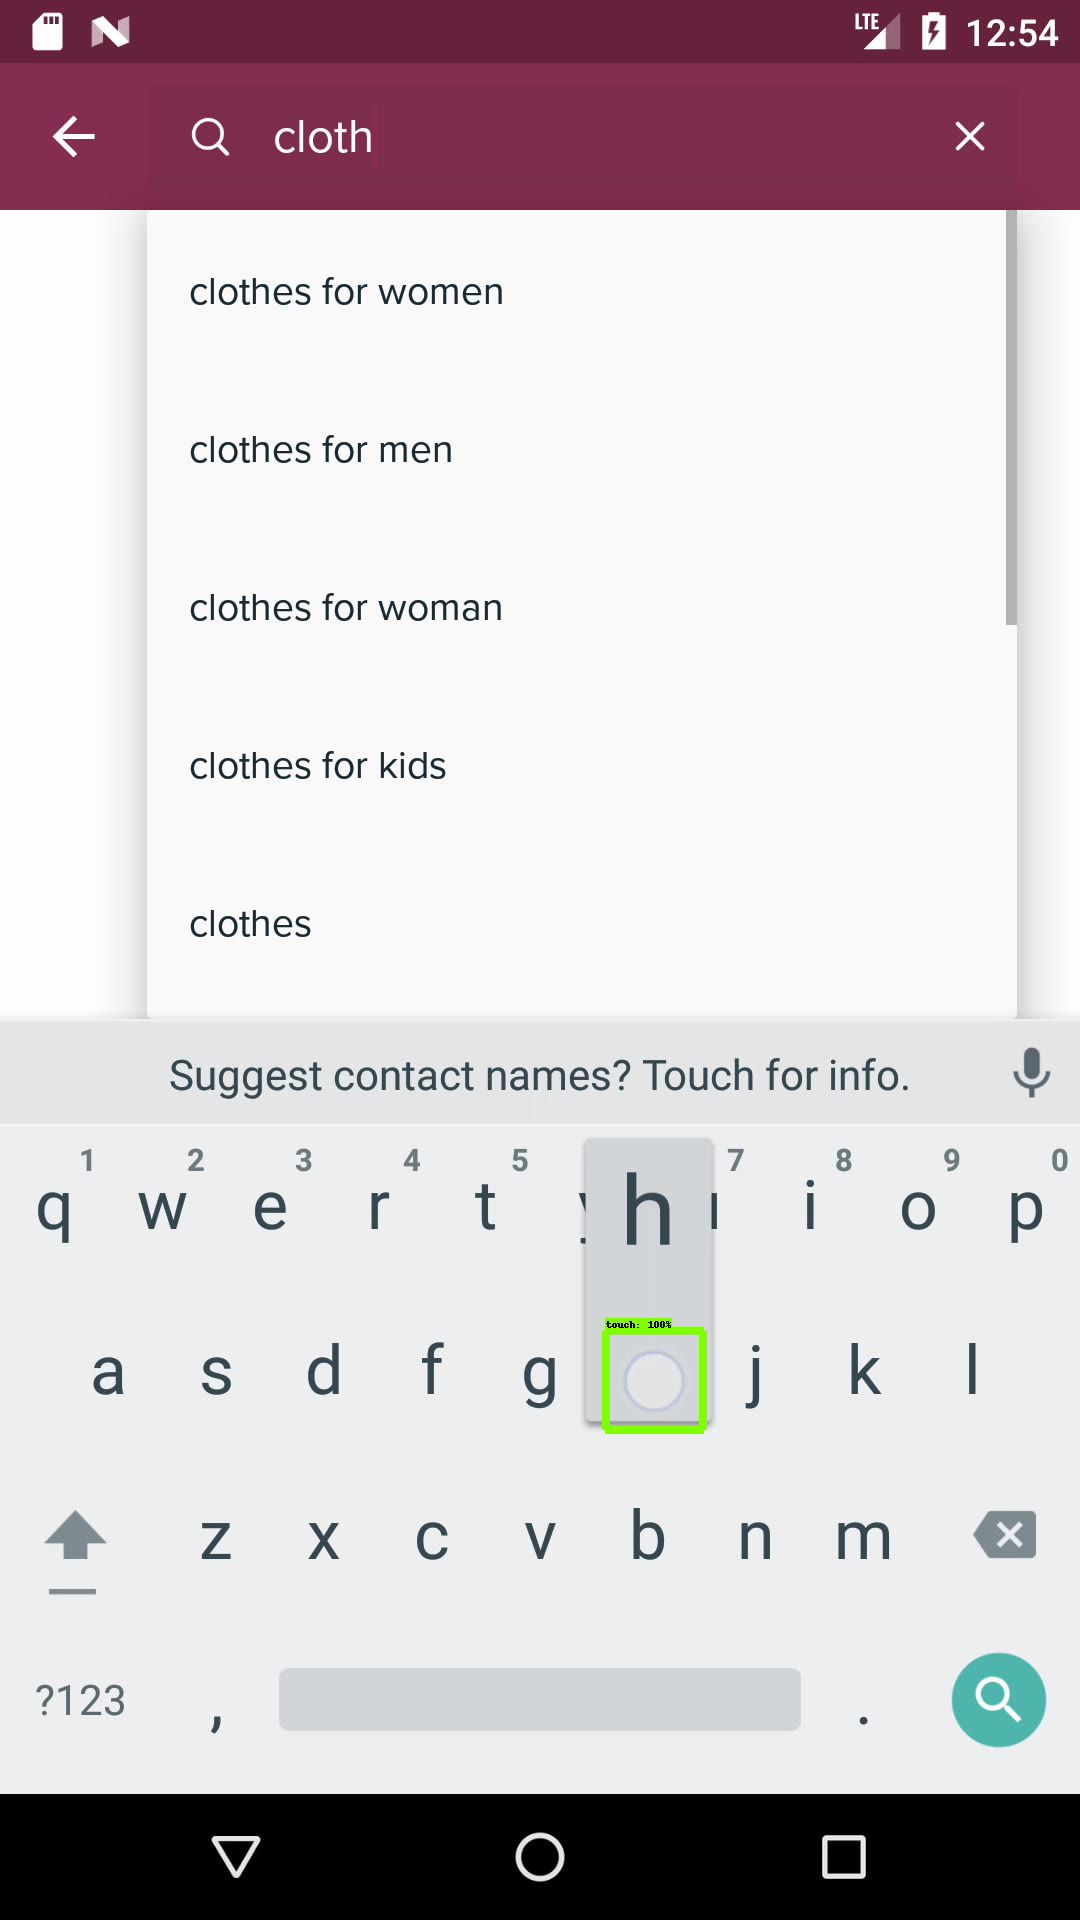 LTE 12:54
cloth
clothes for women
clothes for men
clothes for woman
clothes for kids
clothes
Suggest contact names? Touch for info.
1 2 3 4 5 7 8 9 0
q w e r t h i o p
touch: 100%
a s d f g j k l
z x c v b n m
?123 , .